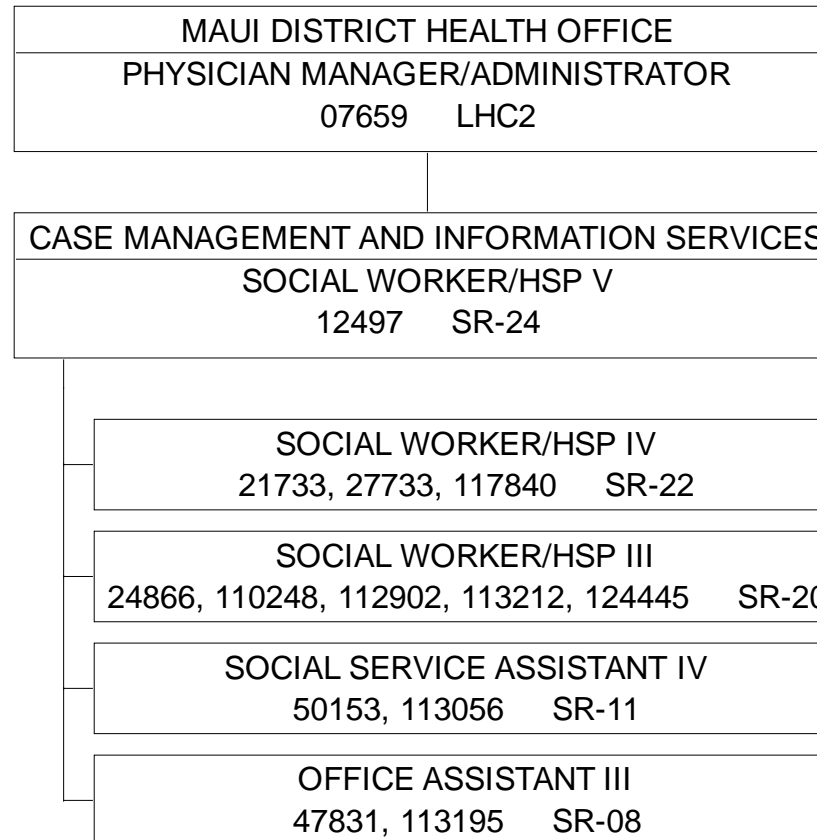 MAUI DISTRICT HEALTH OFFICE
PHYSICIAN MANAGER/ADMINISTRATOR
07659 LHC2
CASE MANAGEMENT AND INFORMATION SERVICES
SOCIAL WORKER/HSP V
12497 SR-24
SOCIAL WORKER/HSP IV
21733, 27733, 117840 SR-22
SOCIAL WORKER/HSP III
24866, 110248, 112902, 113212, 124445 SR-20
SOCIAL SERVICE ASSISTANT IV
50153, 113056 SR-11
OFFICE ASSISTANT III
47831, 113195 SR-08